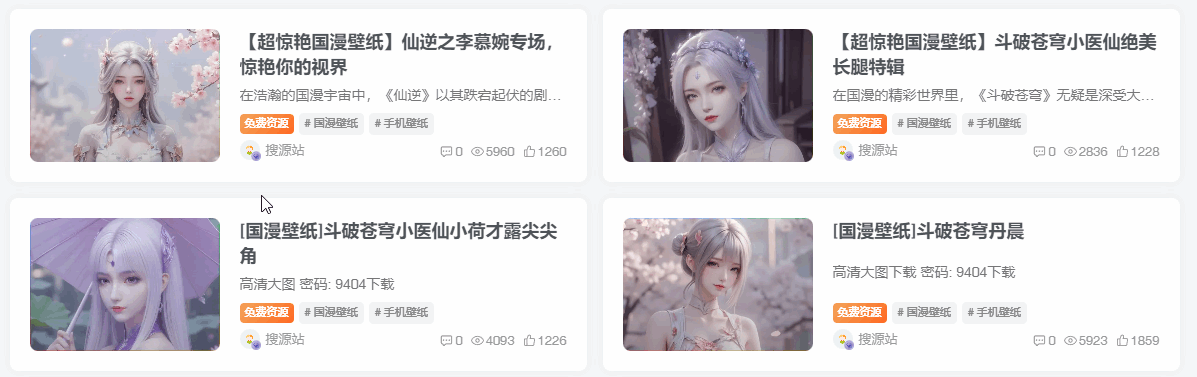 【超惊艳国漫壁纸】仙逆之李慕婉专场，
惊艳你的视界
在浩瀚的国漫宇宙中，《仙逆》以其跌宕起伏的剧…
免费资源 # 国漫壁纸 # 手机壁纸
搜源站 0 5960 1260
【超惊艳国漫壁纸】斗破苍穹小医仙绝美
长腿特辑
在国漫的精彩世界里，《斗破苍穹》无疑是深受大…
免费资源 # 国漫壁纸 # 手机壁纸
搜源站 0 2836 1228
[国漫壁纸]斗破苍穹小医仙小荷才露尖尖
角
高清大图 密码: 9404下载
免费资源 # 国漫壁纸 # 手机壁纸
搜源站 0 4093 1226
[国漫壁纸]斗破苍穹丹晨
高清大图下载 密码: 9404下载
免费资源 # 国漫壁纸 # 手机壁纸
搜源站 0 5923 1859